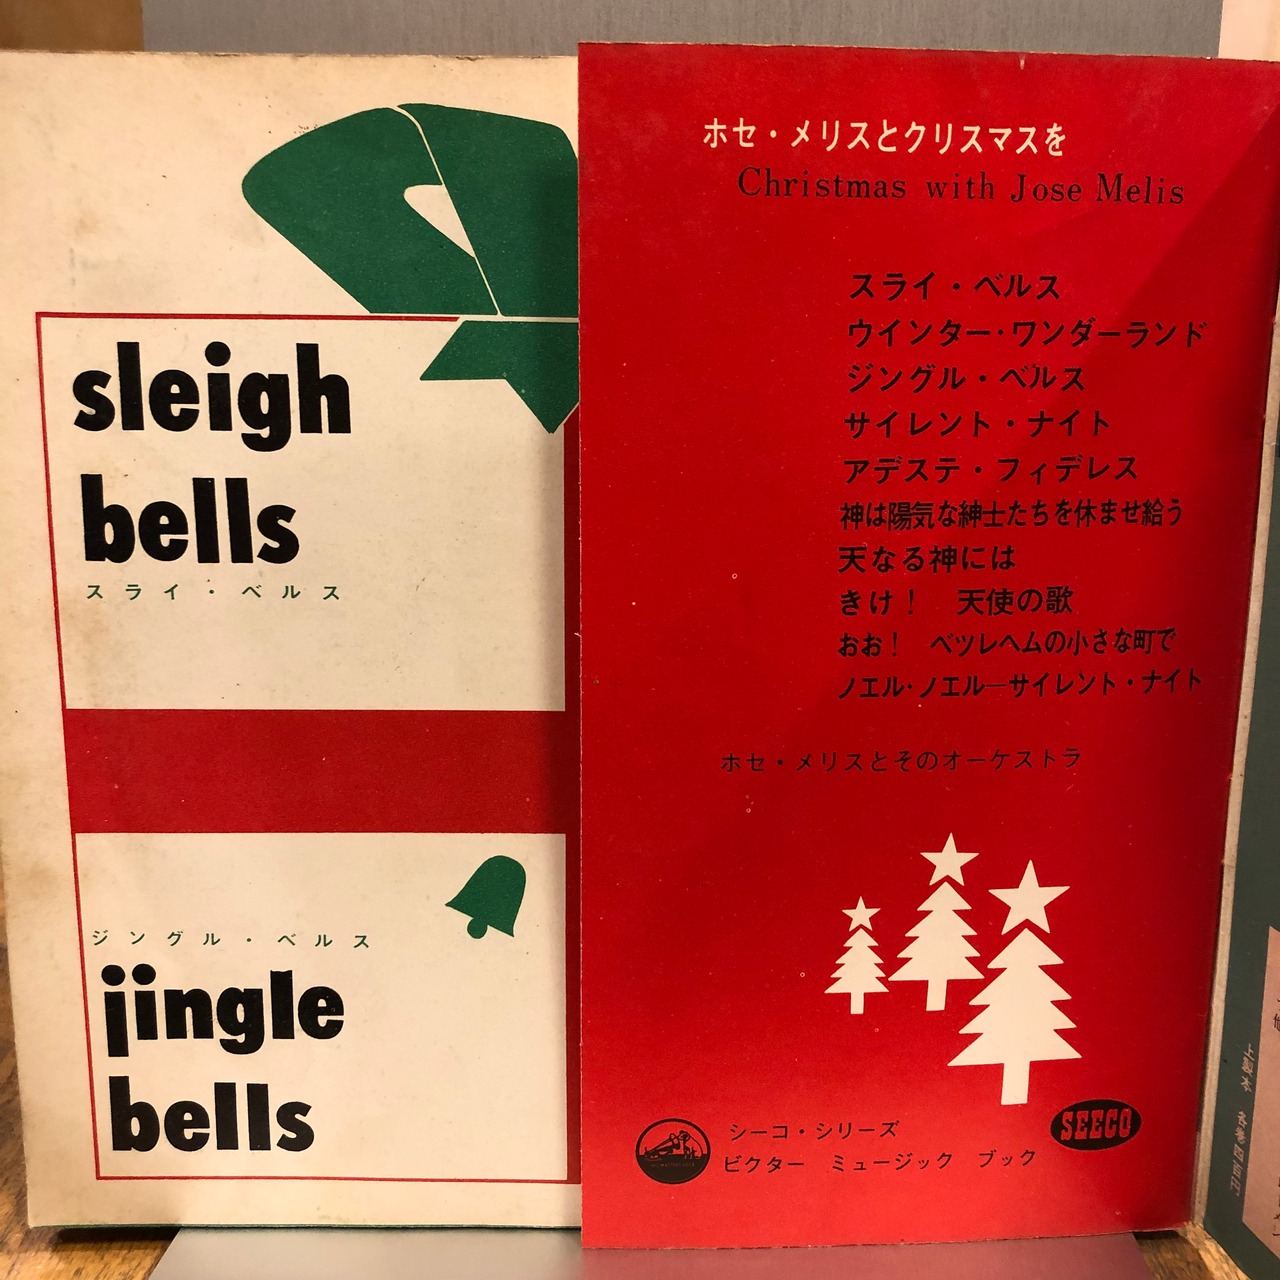 sleigh
bells
スライ・ベルス
ジングル・ベルス
jingle
bells
ホセ・メリスとクリスマスを
Christmas with Jose Melis
スライ・ベルス
ウインター・ワンダーランド
ジングル・ベルス
サイレント・ナイト
アデステ・フィデレス
神は陽気な紳士たちを休ませ給う
天なる神には
きけ！　天使の歌
おお！　ベツレヘムの小さな町で
ノエル・ノエル—サイレント・ナイト
ホセ・メリスとそのオーケストラ
シーコ・シリーズ
ビクター　ミュージック　ブック
SEECO